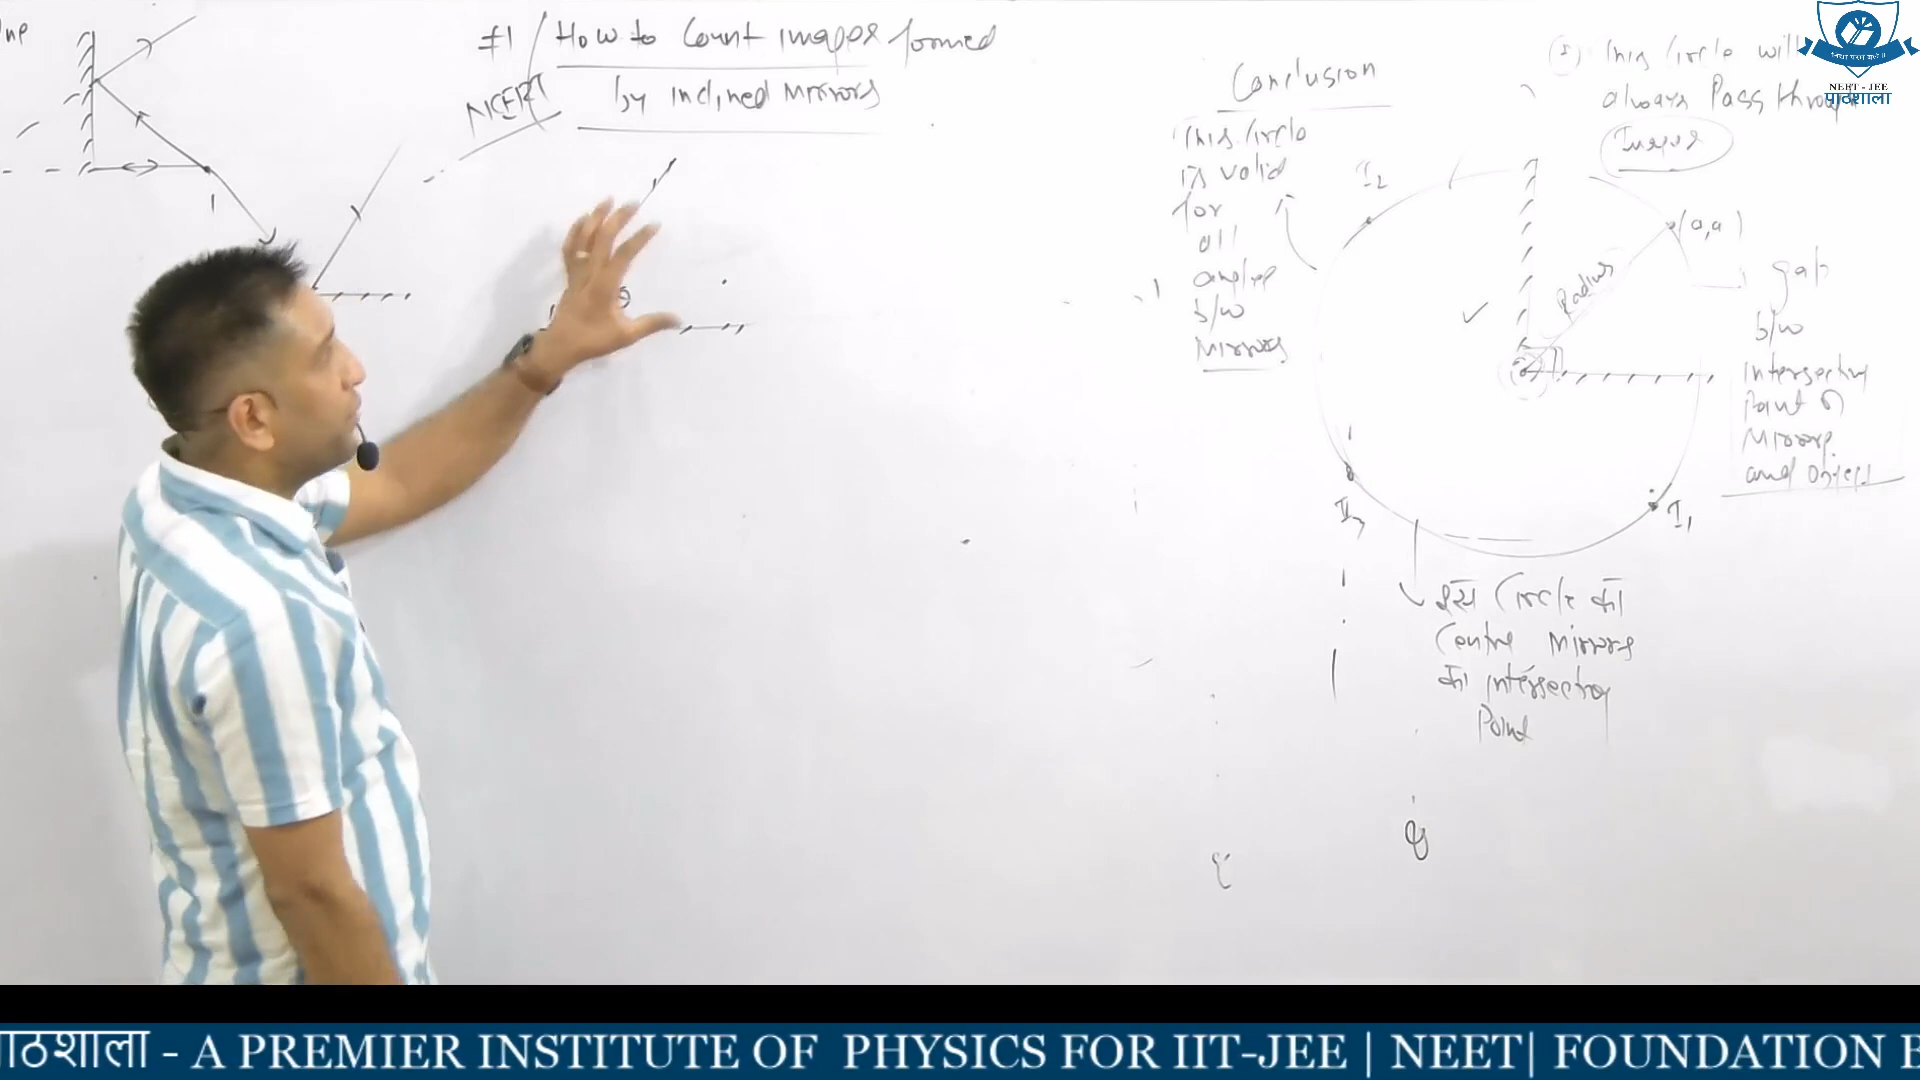 #1 How to Count images formed
by inclined Mirrors
NCERT
Conclusion
This Circle
is valid
for
all
angles
b/w
Mirrors
(2) This Circle will
always Pass through
Images
NEET - JEE
पाठशाला
I2
(a,a)
Radius
θ
gap
b/w
intersecting
Point of
Mirrors
and Object
I3
I1
इस Circle का
Centre Mirrors
का intersecting
Point
पाठशाला - A PREMIER INSTITUTE OF PHYSICS FOR IIT-JEE | NEET| FOUNDATION B